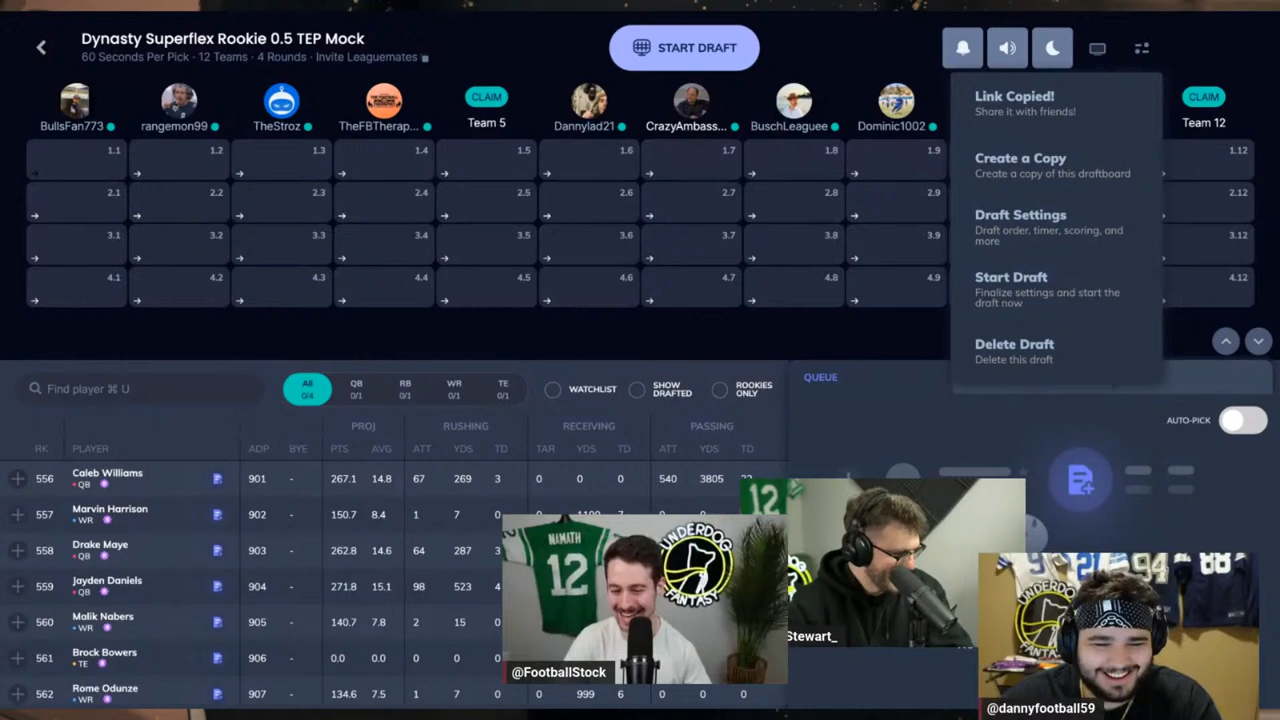 Dynasty Superflex Rookie 0.5 TEP Mock
60 Seconds Per Pick · 12 Teams · 4 Rounds · Invite Leaguemates
START DRAFT
BullsFan773
rangemon99
TheStroz
TheFBTherap...
CLAIM
Team 5
Dannylad21
CrazyAmbass...
BuschLeaguee
Dominic1002
CLAIM
Team 12
1.1 1.2 1.3 1.4 1.5 1.6 1.7 1.8 1.9 1.12
2.1 2.2 2.3 2.4 2.5 2.6 2.7 2.8 2.9 2.12
3.1 3.2 3.3 3.4 3.5 3.6 3.7 3.8 3.9 3.12
4.1 4.2 4.3 4.4 4.5 4.6 4.7 4.8 4.9 4.12
Link Copied!
Share it with friends!
Create a Copy
Create a copy of this draftboard
Draft Settings
Draft order, timer, scoring, and
more
Start Draft
Finalize settings and start the
draft now
Delete Draft
Delete this draft
Find player ⌘ U
All QB RB WR TE
0/4 0/1 0/1 0/1 0/1
WATCHLIST
SHOW
DRAFTED
ROOKIES
ONLY
QUEUE
AUTO-PICK
PROJ RUSHING RECEIVING PASSING
RK PLAYER ADP BYE PTS AVG ATT YDS TD TAR YDS TD ATT YDS TD
556 Caleb Williams 901 - 267.1 14.8 67 269 3 0 0 0 540 3805
QB
557 Marvin Harrison 902 - 150.7 8.4 1 7 0
WR
558 Drake Maye 903 - 262.8 14.6 64 287 3
QB
559 Jayden Daniels 904 - 271.8 15.1 98 523 4
QB
560 Malik Nabers 905 - 140.7 7.8 2 15 0
WR
561 Brock Bowers 906 - 0.0 0.0 0 0 0
TE
562 Rome Odunze 907 - 134.6 7.5 1 7 0 0 999 6 0 0 0
WR
NAMATH
12
UNDERDOG
FANTASY
@FootballStock
12
Stewart_
UNDERDOG
FANTASY
94
88
@dannyfootball59